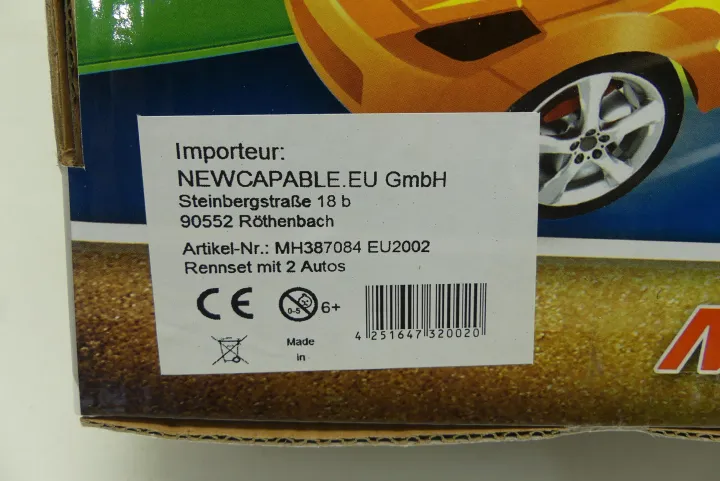 Importeur:
NEWCAPABLE.EU GmbH
Steinbergstraße 18 b
90552 Röthenbach
Artikel-Nr.: MH387084 EU2002
Rennset mit 2 Autos
CE
0-5
6+
4 251647 320020
Made
in